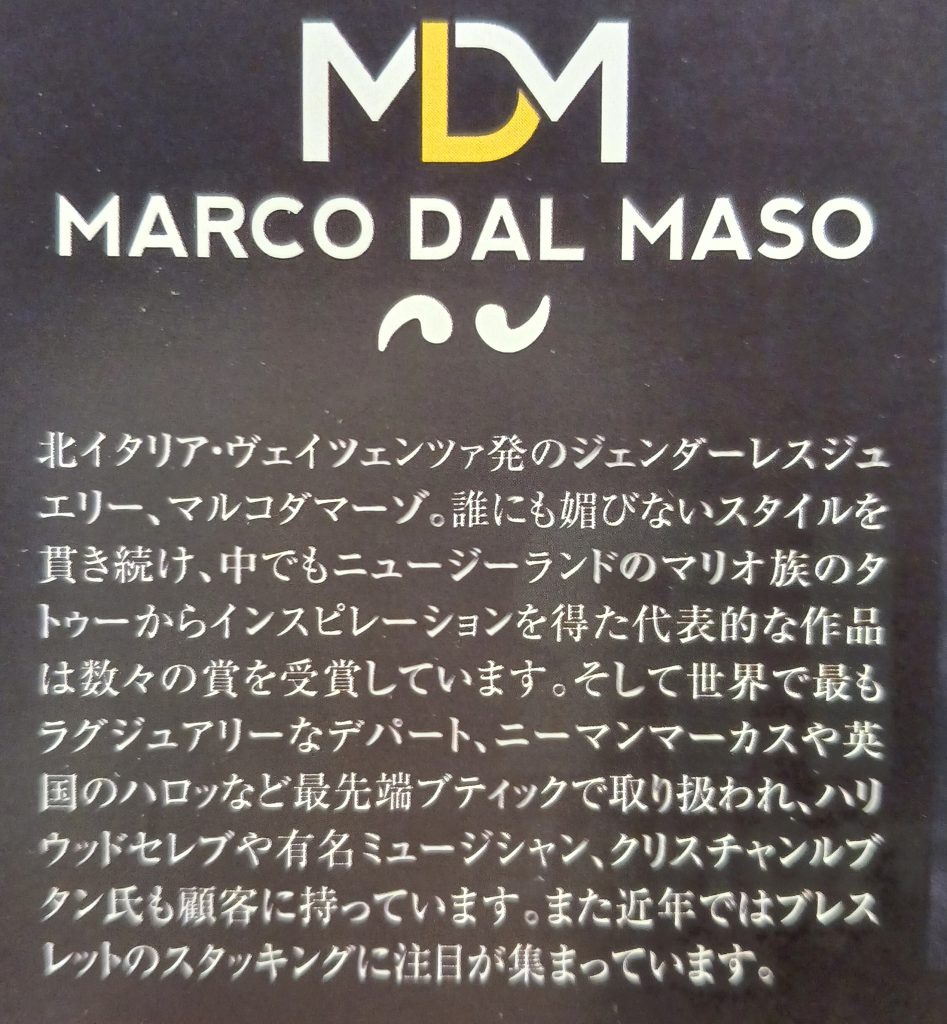 MDM
MARCO DAL MASO
北イタリア・ヴェイツェンツァ発のジェンダーレスジュ
エリー、マルコダマーゾ。誰にも媚びないスタイルを
貫き続け、中でもニュージーランドのマリオ族のタ
トゥーからインスピレーションを得た代表的な作品
は数々の賞を受賞しています。そして世界で最も
ラグジュアリーなデパート、ニーマンマーカスや英
国のハロッなど最先端ブティックで取り扱われ、ハリ
ウッドセレブや有名ミュージシャン、クリスチャンルブ
タン氏も顧客に持っています。また近年ではブレス
レットのスタッキングに注目が集まっています。